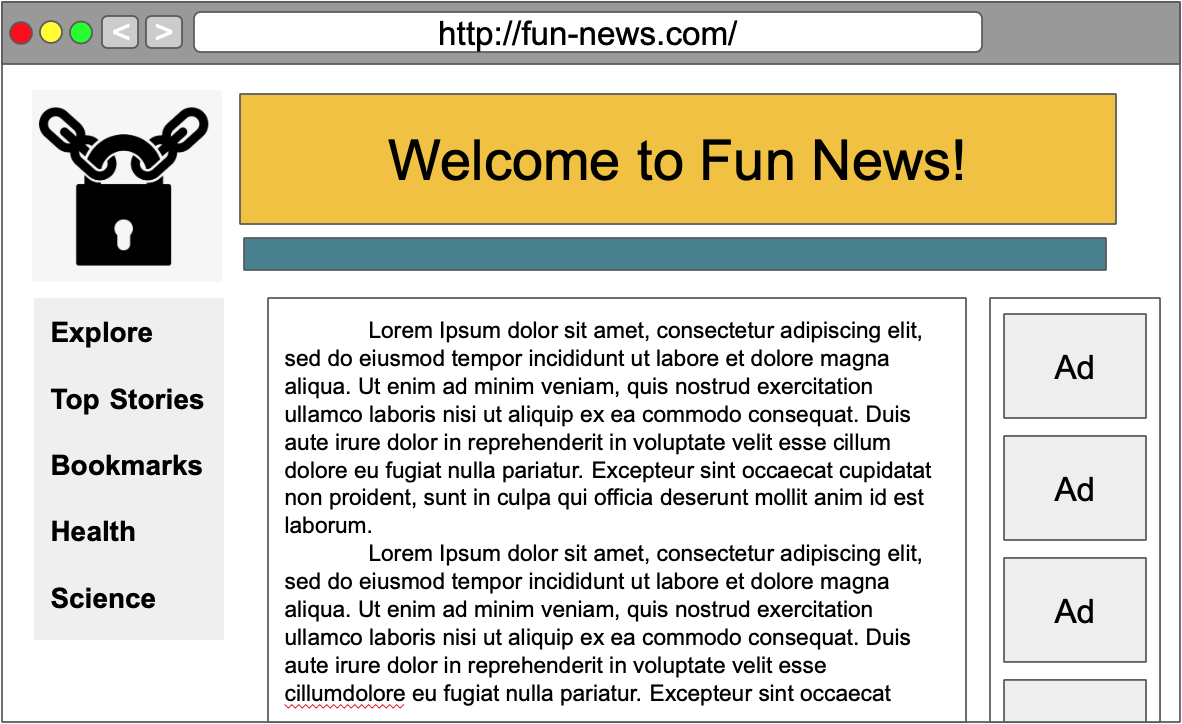 < > http://fun-news.com/
Welcome to Fun News!
Explore
Top Stories
Bookmarks
Health
Science
Lorem Ipsum dolor sit amet, consectetur adipiscing elit,
sed do eiusmod tempor incididunt ut labore et dolore magna
aliqua. Ut enim ad minim veniam, quis nostrud exercitation
ullamco laboris nisi ut aliquip ex ea commodo consequat. Duis
aute irure dolor in reprehenderit in voluptate velit esse cillum
dolore eu fugiat nulla pariatur. Excepteur sint occaecat cupidatat
non proident, sunt in culpa qui officia deserunt mollit anim id est
laborum.
Lorem Ipsum dolor sit amet, consectetur adipiscing elit,
sed do eiusmod tempor incididunt ut labore et dolore magna
aliqua. Ut enim ad minim veniam, quis nostrud exercitation
ullamco laboris nisi ut aliquip ex ea commodo consequat. Duis
aute irure dolor in reprehenderit in voluptate velit esse
cillumdolore eu fugiat nulla pariatur. Excepteur sint occaecat
Ad
Ad
Ad